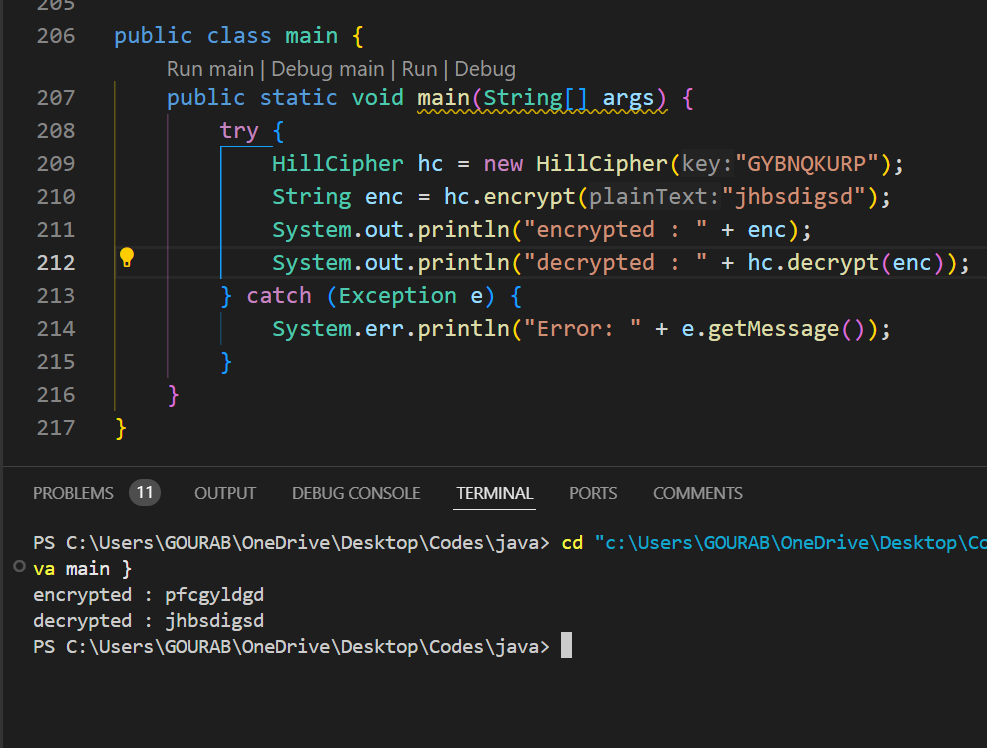 205
206 public class main {
Run main | Debug main | Run | Debug
207 public static void main(String[] args) {
208 try {
209 HillCipher hc = new HillCipher(key:"GYBNQKURP");
210 String enc = hc.encrypt(plainText:"jhbsdigsd");
211 System.out.println("encrypted : " + enc);
212 System.out.println("decrypted : " + hc.decrypt(enc));
213 } catch (Exception e) {
214 System.err.println("Error: " + e.getMessage());
215 }
216 }
217 }
PROBLEMS 11 OUTPUT DEBUG CONSOLE TERMINAL PORTS COMMENTS
PS C:\Users\GOURAB\OneDrive\Desktop\Codes\java> cd "c:\Users\GOURAB\OneDrive\Desktop\Co
va main }
encrypted : pfcgyldgd
decrypted : jhbsdigsd
PS C:\Users\GOURAB\OneDrive\Desktop\Codes\java>